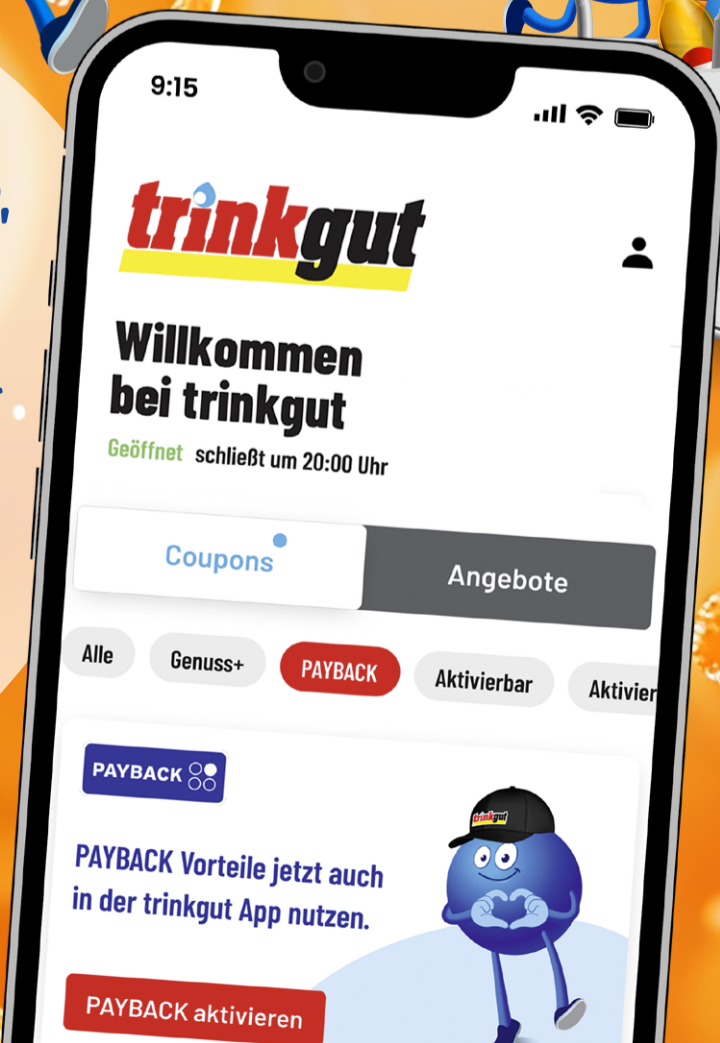 9:15
trinkgut
Willkommen
bei trinkgut
Geöffnet schließt um 20:00 Uhr
Coupons
Angebote
Alle
Genuss+
PAYBACK
Aktivierbar
Aktivier
PAYBACK
trinkgut
PAYBACK Vorteile jetzt auch
in der trinkgut App nutzen.
PAYBACK aktivieren